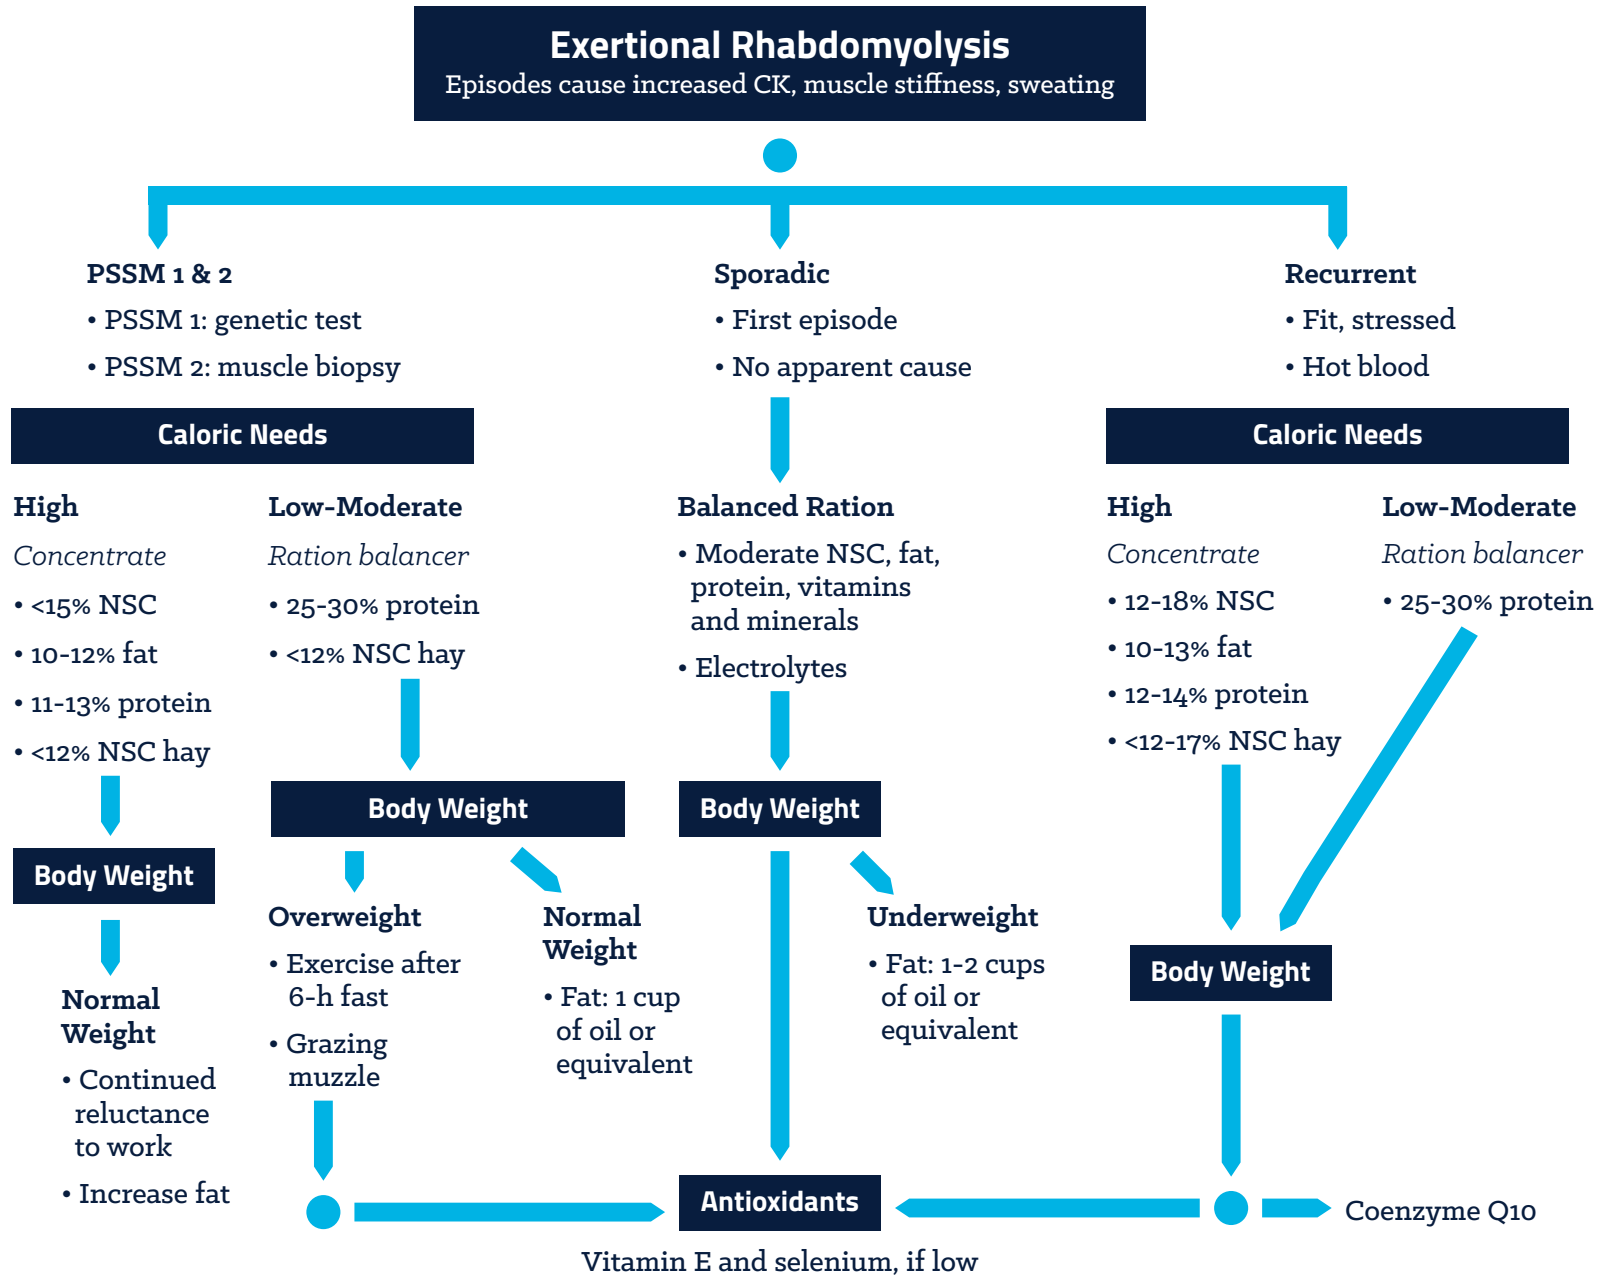 Exertional Rhabdomyolysis
Episodes cause increased CK, muscle stiffness, sweating
PSSM 1 & 2
• PSSM 1: genetic test
• PSSM 2: muscle biopsy
Sporadic
• First episode
• No apparent cause
Recurrent
• Fit, stressed
• Hot blood
Caloric Needs
High
Concentrate
• <15% NSC
• 10-12% fat
• 11-13% protein
• <12% NSC hay
Low-Moderate
Ration balancer
• 25-30% protein
• <12% NSC hay
Body Weight
Normal
Weight
• Continued
reluctance
to work
• Increase fat
Body Weight
Overweight
• Exercise after
6-h fast
• Grazing
muzzle
Normal
Weight
• Fat: 1 cup
of oil or
equivalent
Balanced Ration
• Moderate NSC, fat,
protein, vitamins
and minerals
• Electrolytes
Body Weight
Underweight
• Fat: 1-2 cups
of oil or
equivalent
Caloric Needs
High
Concentrate
• 12-18% NSC
• 10-13% fat
• 12-14% protein
• <12-17% NSC hay
Low-Moderate
Ration balancer
• 25-30% protein
Body Weight
Antioxidants
Vitamin E and selenium, if low
Coenzyme Q10